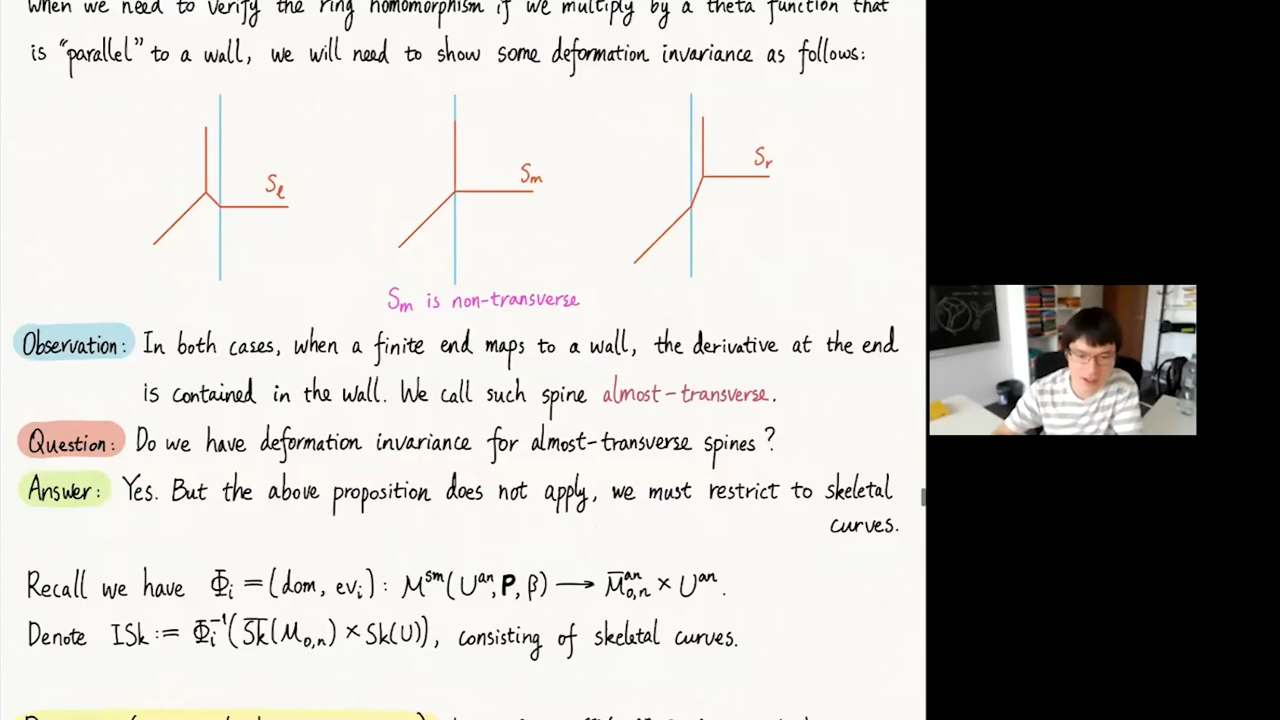 when we need to verify the ring homomorphism if we multiply by a theta function that
is "parallel" to a wall, we will need to show some deformation invariance as follows:
Sℓ
Sm
Sr
Sm is non-transverse
Observation: In both cases, when a finite end maps to a wall, the derivative at the end
is contained in the wall. We call such spine almost-transverse.
Question: Do we have deformation invariance for almost-transverse spines?
Answer: Yes. But the above proposition does not apply, we must restrict to skeletal
curves.
Recall we have Φᵢ = (dom, evᵢ): M^sm(U^an, P, β) ⟶ M̄^an_0,n × U^an.
Denote ISk := Φᵢ⁻¹(S̄k̄(M₀,ₙ) × Sk(U)), consisting of skeletal curves.